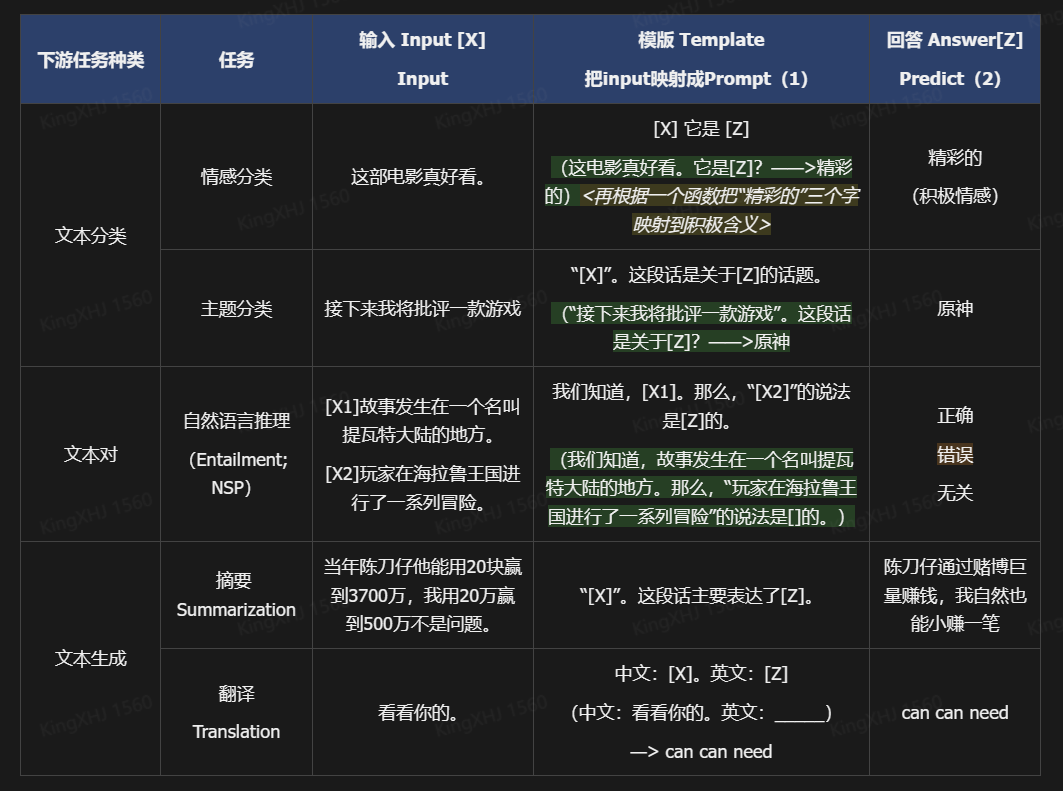 下游任务种类
任务
输入 Input [X]
Input
模版 Template
把input映射成Prompt（1）
回答 Answer[Z]
Predict（2）
文本分类
情感分类
这部电影真好看。
[X] 它是 [Z]
（这电影真好看。它是[Z]？——>精彩
的）<再根据一个函数把“精彩的”三个字
映射到积极含义>
精彩的
（积极情感）
主题分类
接下来我将批评一款游戏
“[X]”。这段话是关于[Z]的话题。
（“接下来我将批评一款游戏”。这段话
是关于[Z]？——>原神
原神
文本对
自然语言推理
（Entailment;
NSP）
[X1]故事发生在一个名叫
提瓦特大陆的地方。
[X2]玩家在海拉鲁王国进
行了一系列冒险。
我们知道，[X1]。那么，“[X2]”的说法
是[Z]的。
（我们知道，故事发生在一个名叫提瓦
特大陆的地方。那么，“玩家在海拉鲁王
国进行了一系列冒险”的说法是[]的。）
正确
错误
无关
文本生成
摘要
Summarization
当年陈刀仔他能用20块赢
到3700万，我用20万赢
到500万不是问题。
“[X]”。这段话主要表达了[Z]。
陈刀仔通过赌博巨
量赚钱，我自然也
能小赚一笔
翻译
Translation
看看你的。
中文：[X]。英文：[Z]
（中文：看看你的。英文：_____）
—> can can need
can can need
KingXHJ 1560